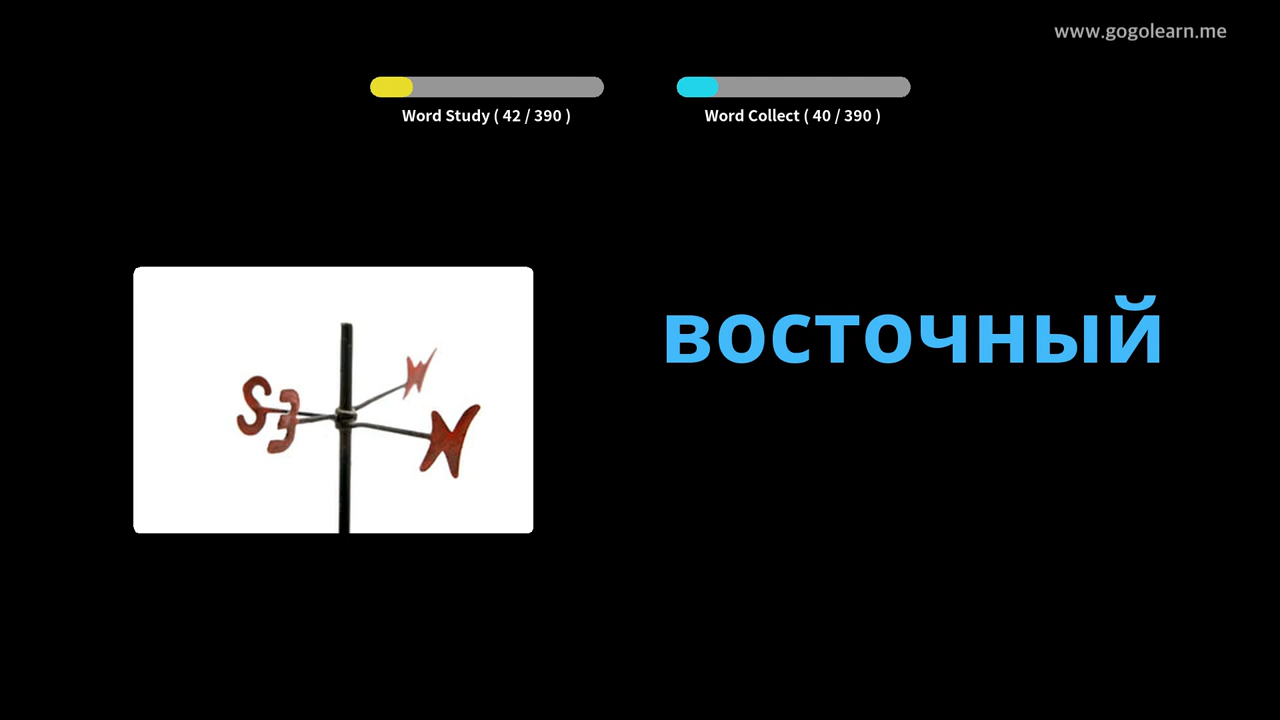 www.gogolearn.me
Word Study ( 42 / 390 )
Word Collect ( 40 / 390 )
восточный
S
E
N